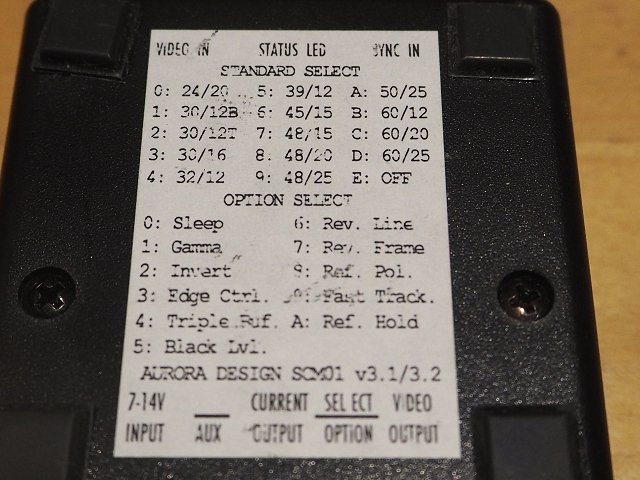 VIDEO IN STATUS LED SYNC IN
STANDARD SELECT
0: 24/20 5: 39/12 A: 50/25
1: 30/12B 6: 45/15 B: 60/12
2: 30/12T 7: 48/15 C: 60/20
3: 30/16 8: 48/20 D: 60/25
4: 32/12 9: 48/25 E: OFF
OPTION SELECT
0: Sleep 6: Rev. Line
1: Gamma 7: Rev. Frame
2: Invert Ref. Pol.
3: Edge Ctrl. Fast Track.
4: Triple Buf. A: Ref. Hold
5: Black Lvl.
AURORA DESIGN SCM01 v3.1/3.2
7-14V CURRENT SELECT VIDEO
INPUT AUX OUTPUT OPTION OUTPUT